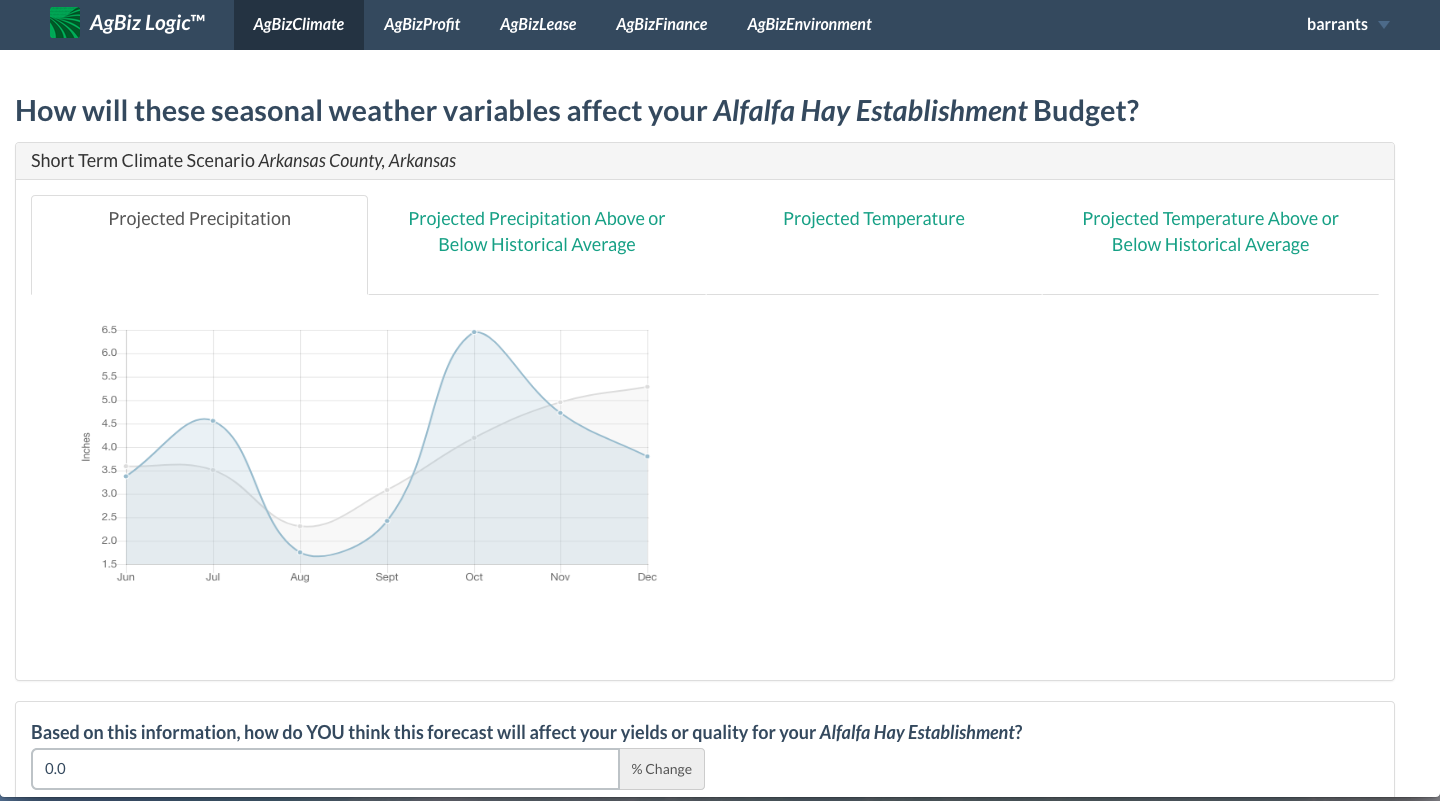 AgBiz Logic™ AgBizClimate AgBizProfit AgBizLease AgBizFinance AgBizEnvironment barrants
How will these seasonal weather variables affect your Alfalfa Hay Establishment Budget?
Short Term Climate Scenario Arkansas County, Arkansas
Projected Precipitation
Projected Precipitation Above or
Below Historical Average
Projected Temperature
Projected Temperature Above or
Below Historical Average
6.5
6.0
5.5
5.0
4.5
4.0
3.5
3.0
2.5
2.0
1.5
Inches
Jun Jul Aug Sept Oct Nov Dec
Based on this information, how do YOU think this forecast will affect your yields or quality for your Alfalfa Hay Establishment?
0.0 % Change